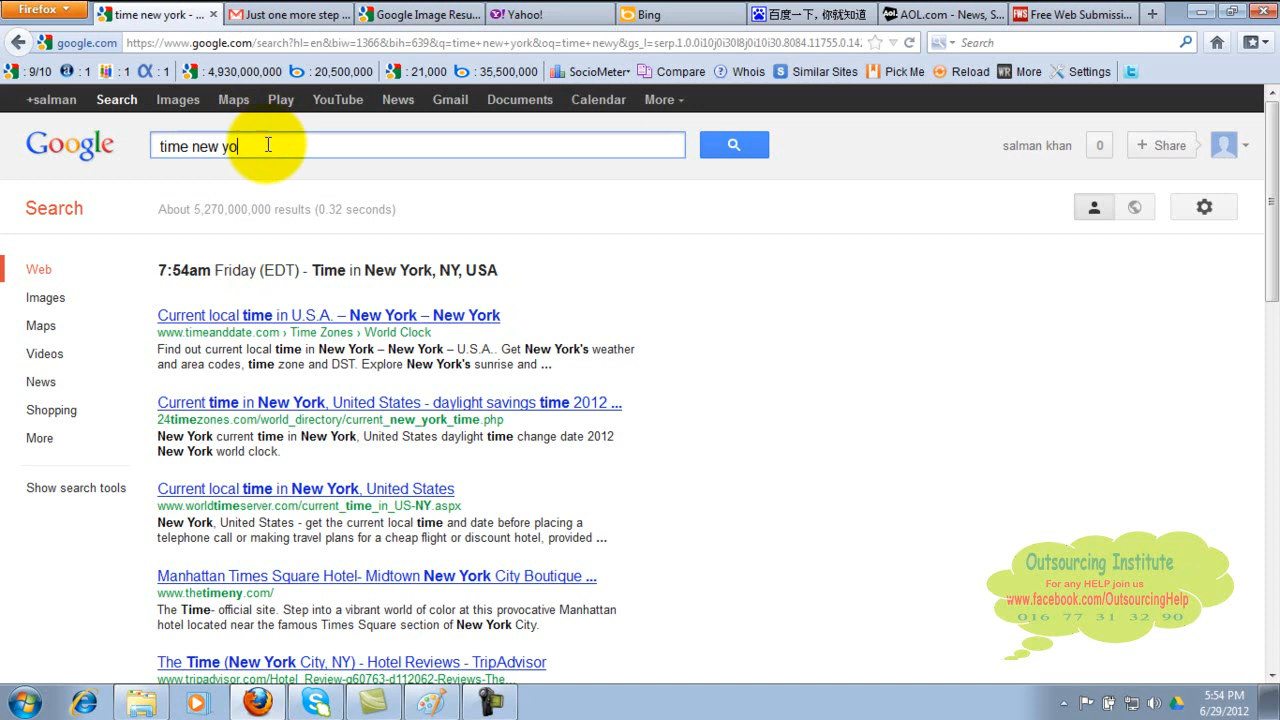 Firefox
time new york - ...
Just one more step ...
Google Image Resu...
Yahoo!
Bing
百度一下，你就知道
AOL.com - News, S...
Free Web Submissi...
google.com
https://www.google.com/search?hl=en&biw=1366&bih=639&q=time+new+york&oq=time+newy&gs_l=serp.1.0.0i10j0i30l8j0i10i30.8084.11755.0.142
Search
: 9/10
: 1
: 1
: 1
: 4,930,000,000
: 20,500,000
: 21,000
: 35,500,000
SocioMeter
Compare
Whois
Similar Sites
Pick Me
Reload
More
Settings
+salman
Search
Images
Maps
Play
YouTube
News
Gmail
Documents
Calendar
More
Google
time new yo
salman khan
0
+ Share
Search
About 5,270,000,000 results (0.32 seconds)
Web
Images
Maps
Videos
News
Shopping
More
Show search tools
7:54am Friday (EDT) - Time in New York, NY, USA
Current local time in U.S.A. – New York – New York
www.timeanddate.com › Time Zones › World Clock
Find out current local time in New York – New York – U.S.A.. Get New York's weather
and area codes, time zone and DST. Explore New York's sunrise and ...
Current time in New York, United States - daylight savings time 2012 ...
24timezones.com/world_directory/current_new_york_time.php
New York current time in New York, United States daylight time change date 2012
New York world clock.
Current local time in New York, United States
www.worldtimeserver.com/current_time_in_US-NY.aspx
New York, United States - get the current local time and date before placing a
telephone call or making travel plans for a cheap flight or discount hotel, provided ...
Manhattan Times Square Hotel- Midtown New York City Boutique ...
www.thetimeny.com/
The Time- official site. Step into a vibrant world of color at this provocative Manhattan
hotel located near the famous Times Square section of New York City.
The Time (New York City, NY) - Hotel Reviews - TripAdvisor
www.tripadvisor.com/Hotel_Review-g60763-d112062-Reviews-The...
Outsourcing Institute
For any HELP join us
www.facebook.com/OutsourcingHelp
016 77 31 32 90
5:54 PM
6/29/2012